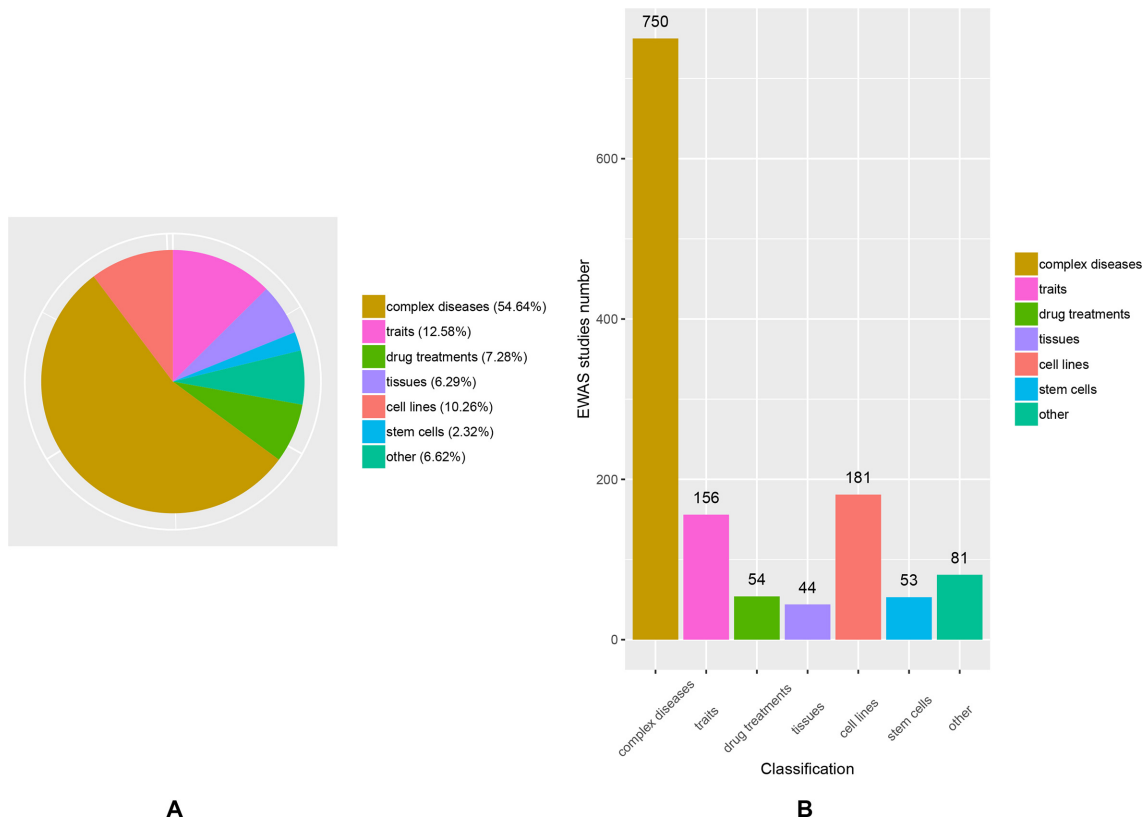 complex diseases (54.64%)
traits (12.58%)
drug treatments (7.28%)
tissues (6.29%)
cell lines (10.26%)
stem cells (2.32%)
other (6.62%)
A
EWAS studies number
600
400
200
0
750
156
54
44
181
53
81
complex diseases
traits
drug treatments
tissues
cell lines
stem cells
other
Classification
complex diseases
traits
drug treatments
tissues
cell lines
stem cells
other
B